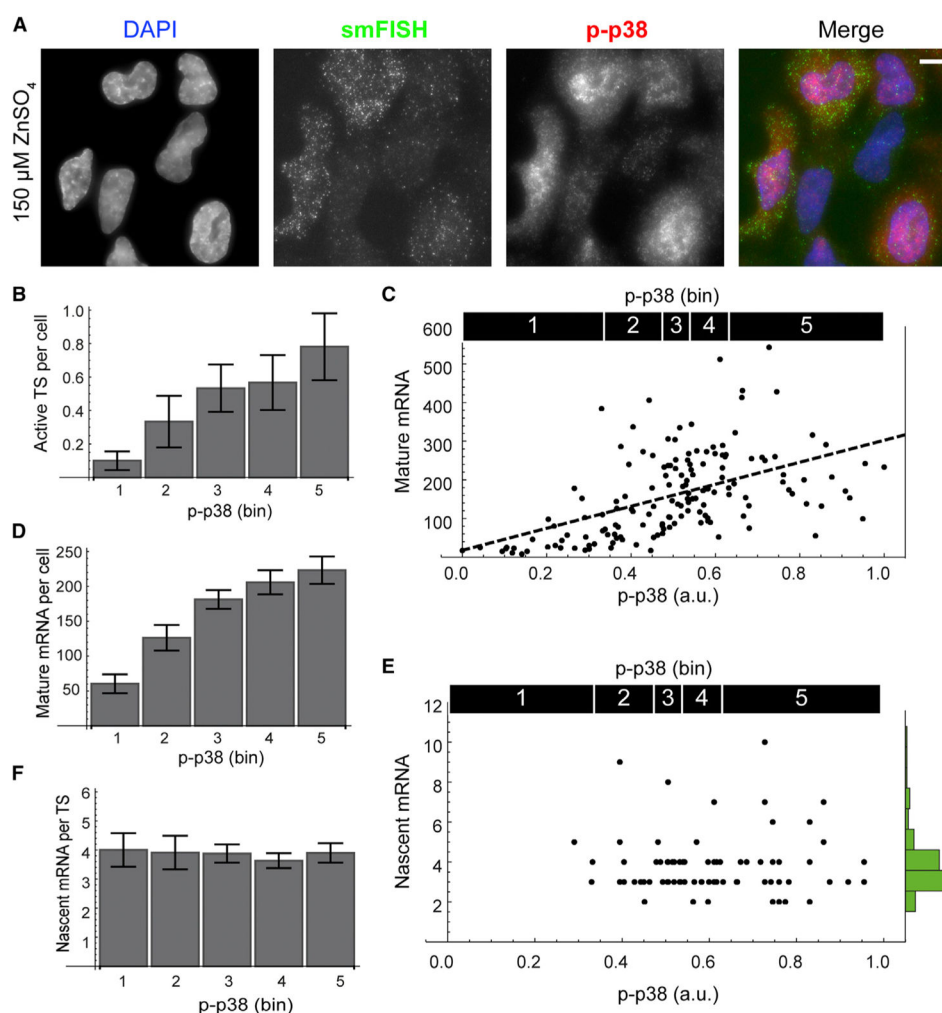 A
DAPI
smFISH
p-p38
Merge
150 µM ZnSO4
B
Active TS per cell
1.0
0.8
0.6
0.4
0.2
1 2 3 4 5
p-p38 (bin)
C
p-p38 (bin)
1 2 3 4 5
Mature mRNA
600
500
400
300
200
100
0.0 0.2 0.4 0.6 0.8 1.0
p-p38 (a.u.)
D
Mature mRNA per cell
250
200
150
100
50
1 2 3 4 5
p-p38 (bin)
E
p-p38 (bin)
1 2 3 4 5
Nascent mRNA
12
10
8
6
4
2
0.0 0.2 0.4 0.6 0.8 1.0
p-p38 (a.u.)
F
Nascent mRNA per TS
6
5
4
3
2
1
1 2 3 4 5
p-p38 (bin)